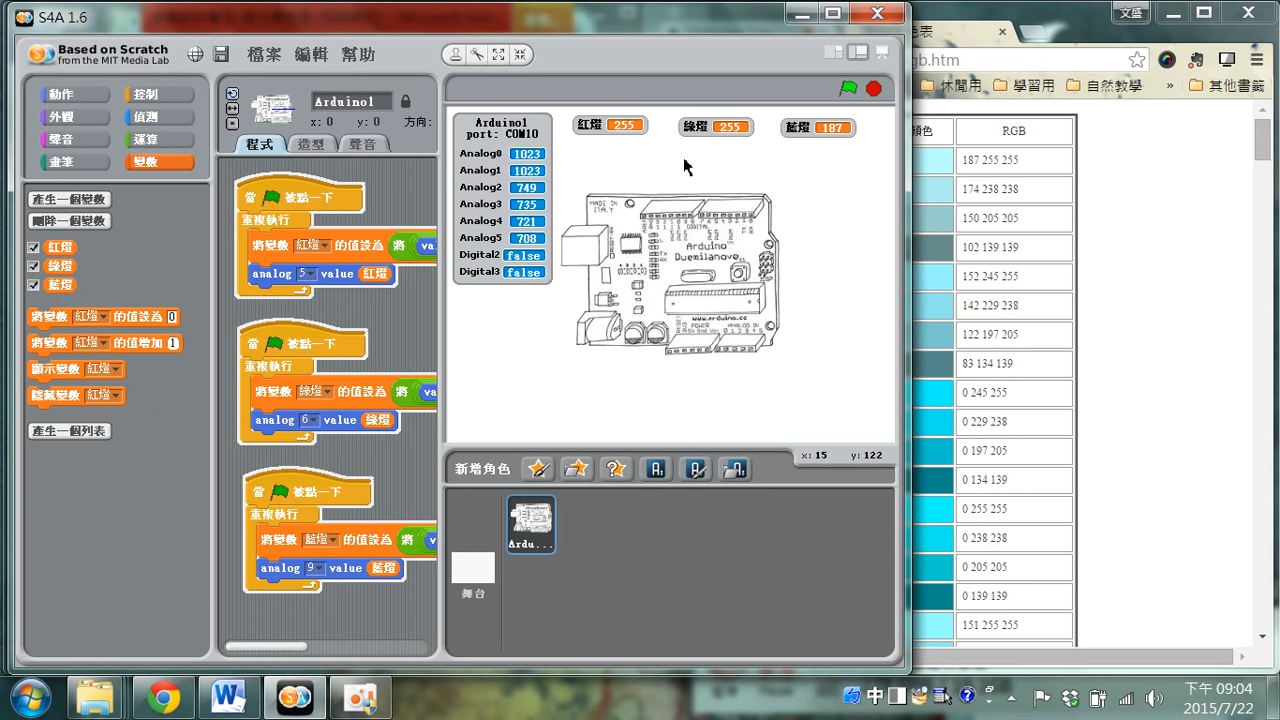 S4A 1.6
文盛
Based on Scratch
from the MIT Media Lab
檔案 編輯 幫助
動作 控制
外觀 偵測
聲音 運算
畫筆 變數
產生一個變數
刪除一個變數
紅燈
綠燈
藍燈
將變數 紅燈 的值設為 0
將變數 紅燈 的值增加 1
顯示變數 紅燈
隱藏變數 紅燈
產生一個列表
Arduino1
x: 0 y: 0 方向:
程式 造型 聲音
當 被點一下
重複執行
將變數 紅燈 的值設為 將 va
analog 5 value 紅燈
當 被點一下
重複執行
將變數 綠燈 的值設為 將 va
analog 6 value 綠燈
當 被點一下
重複執行
將變數 藍燈 的值設為 將 v
analog 9 value 藍燈
Arduino1
port: COM10
Analog0 1023
Analog1 1023
Analog2 749
Analog3 735
Analog4 721
Analog5 708
Digital2 false
Digital3 false
紅燈 255
綠燈 255
藍燈 187
MADE IN
ITALY
DIGITAL
Arduino
Duemilanove
www.arduino.cc
POWER ANALOG IN
x: 15 y: 122
新增角色
Ardu...
舞台
色表
gb.htm
休閒用 學習用 自然教學 » 其他書籤
顏色 RGB
187 255 255
174 238 238
150 205 205
102 139 139
152 245 255
142 229 238
122 197 205
83 134 139
0 245 255
0 229 238
0 197 205
0 134 139
0 255 255
0 238 238
0 205 205
0 139 139
151 255 255
中
下午 09:04
2015/7/22